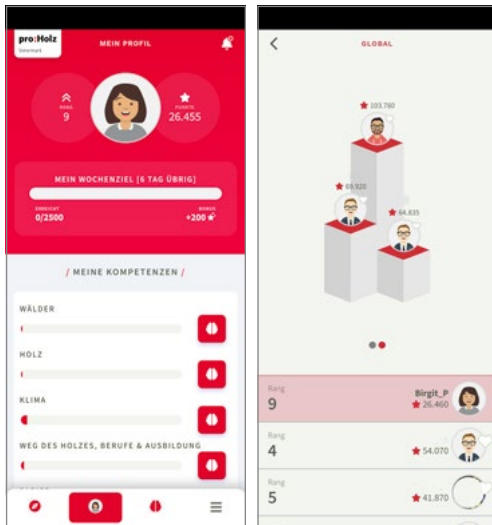 pro:Holz
Steiermark
MEIN PROFIL
RANG
9
PUNKTE
26.455
MEIN WOCHENZIEL [6 TAG ÜBRIG]
ERREICHT
0/2500
BONUS
+200
/ MEINE KOMPETENZEN /
WÄLDER
HOLZ
KLIMA
WEG DES HOLZES, BERUFE & AUSBILDUNG
GLOBAL
103.760
69.920
64.835
Rang
9
Birgit_P
26.460
Rang
4
54.070
Rang
5
41.870